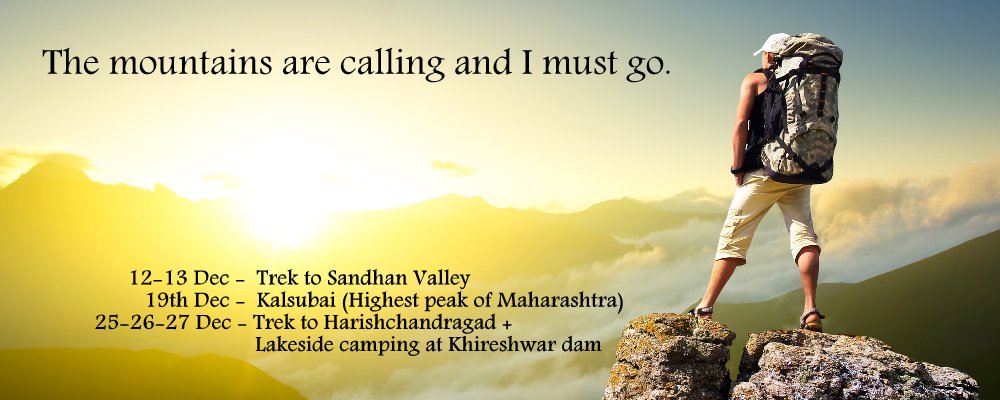 The mountains are calling and I must go.
12-13 Dec - Trek to Sandhan Valley
19th Dec - Kalsubai (Highest peak of Maharashtra)
25-26-27 Dec - Trek to Harishchandragad +
Lakeside camping at Khireshwar dam